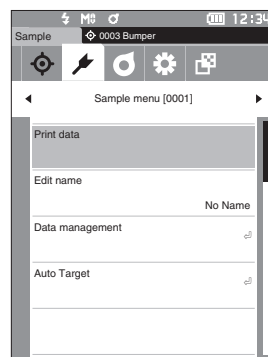 12:34
Sample 0003 Bumper
Sample menu [0001]
Print data
Edit name
No Name
Data management
Auto Target